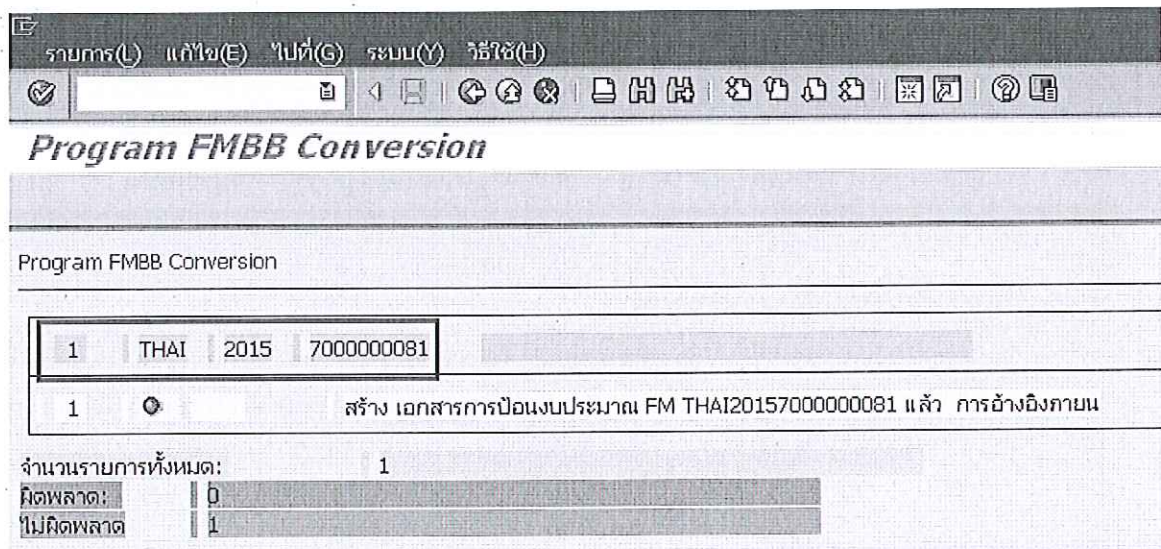 รายการ(L) แก้ไข(E) ไปที่(G) ระบบ(Y) วิธีใช้(H)
Program FMBB Conversion
Program FMBB Conversion
1 THAI 2015 7000000081
1 สร้าง เอกสารการป้อนงบประมาณ FM THAI20157000000081 แล้ว การอ้างอิงภายน
จำนวนรายการทั้งหมด: 1
ผิดพลาด: 0
ไม่ผิดพลาด 1